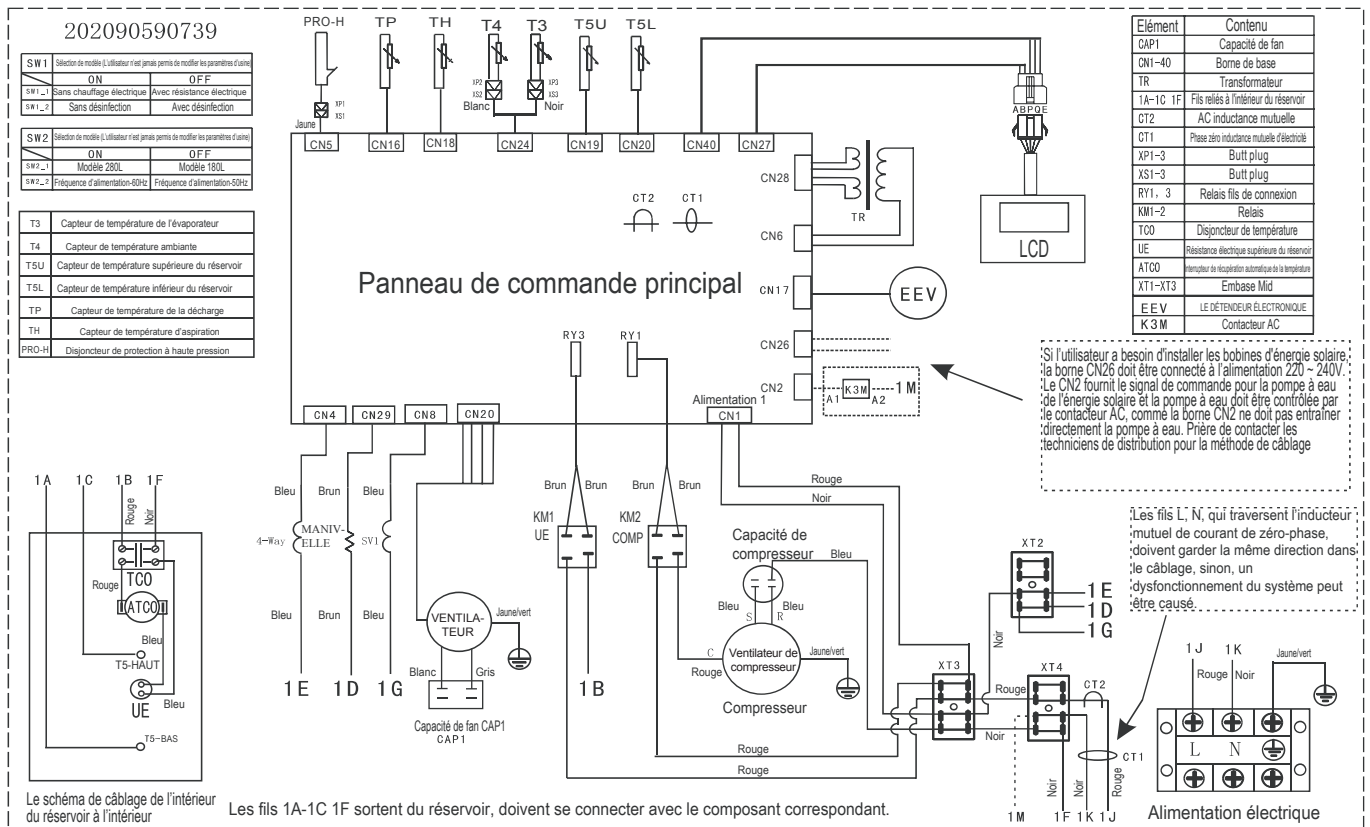 202090590739
SW1 Sélection de modèle (L'utilisateur n'est jamais permis de modifier les paramètres d'usine)
ON OFF
SW1_1 Sans chauffage électrique Avec résistance électrique
SW1_2 Sans désinfection Avec désinfection
SW2 Sélection de modèle (L'utilisateur n'est jamais permis de modifier les paramètres d'usine)
ON OFF
SW2_1 Modèle 280L Modèle 180L
SW2_2 Fréquence d'alimentation-60Hz Fréquence d'alimentation-50Hz
T3 Capteur de température de l'évaporateur
T4 Capteur de température ambiante
T5U Capteur de température supérieure du réservoir
T5L Capteur de température inférieur du réservoir
TP Capteur de température de la décharge
TH Capteur de température d'aspiration
PRO-H Disjoncteur de protection à haute pression
PRO-H TP TH T4 T3 T5U T5L
XP2 XP3
XS2 XS3
Blanc Noir
XP1
XS1
Jaune
CN5 CN16 CN18 CN24 CN19 CN20 CN40 CN27
ABPQE
LCD
CN28
TR
CN6
CT2 CT1
Panneau de commande principal
CN17
EEV
CN26
CN2
K3M
1M
A1 A2
RY3 RY1
Alimentation 1
CN4 CN29 CN8 CN20 CN1
Elément Contenu
CAP1 Capacité de fan
CN1-40 Borne de base
TR Transformateur
1A-1C 1F Fils reliés à l'intérieur du réservoir
CT2 AC inductance mutuelle
CT1 Phase zéro inductance mutuelle d'électricité
XP1-3 Butt plug
XS1-3 Butt plug
RY1, 3 Relais fils de connexion
KM1-2 Relais
TCO Disjoncteur de température
UE Résistance électrique supérieure du réservoir
ATCO Interrupteur de récupération automatique de la température
XT1-XT3 Embase Mid
EEV LE DÉTENDEUR ÉLECTRONIQUE
K3M Contacteur AC
Si l'utilisateur a besoin d'installer les bobines d'énergie solaire,
la borne CN26 doit être connecté à l'alimentation 220 ~ 240V.
Le CN2 fournit le signal de commande pour la pompe à eau
de l'énergie solaire et la pompe à eau doit être contrôlée par
le contacteur AC, comme la borne CN2 ne doit pas entraîner
directement la pompe à eau. Prière de contacter les
techniciens de distribution pour la méthode de câblage
Les fils L, N, qui traversent l'inducteur
mutuel de courant de zéro-phase,
doivent garder la même direction dans
le câblage, sinon, un
dysfonctionnement du système peut
être causé.
1A 1C 1B 1F
Rouge Noir
TCO
Rouge
ATCO
Bleu
T5-HAUT
UE
Bleu
T5-BAS
Le schéma de câblage de l'intérieur
du réservoir à l'intérieur
Bleu Brun Bleu
4-Way MANIV-
ELLE
SV1
Bleu Brun Bleu
1E 1D 1G
VENTILA-
TEUR
Jaune/vert
Blanc Gris
Capacité de fan CAP1
CAP1
Brun Brun Brun Brun
KM1
UE
KM2
COMP
1B
Rouge
Noir
Capacité de
compresseur
Bleu
Bleu Bleu
S R
C
Rouge
Ventilateur de
compresseur
Jaune/vert
Compresseur
Rouge
Rouge
XT2
1E
1D
1G
Noir
XT3
Rouge
Noir
XT4
CT2
CT1
Noir Noir Rouge
1M 1F 1K 1J
1J 1K
Rouge Noir
Jaune/vert
L N
Alimentation électrique
Les fils 1A-1C 1F sortent du réservoir, doivent se connecter avec le composant correspondant.